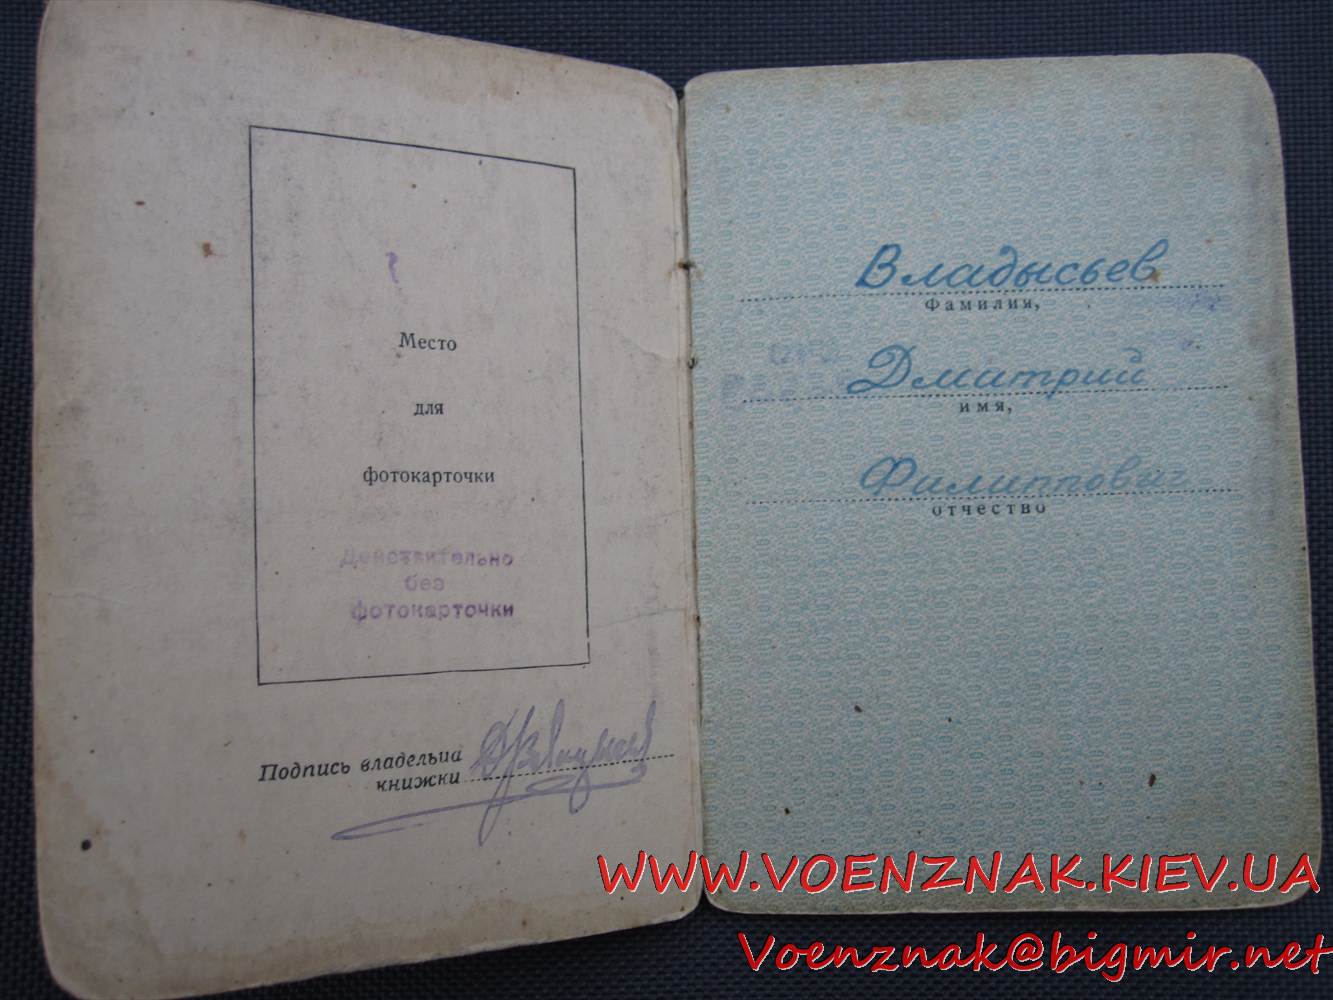 Место
для
фотокарточки
Действительно
без
фотокарточки
Подпись владельца
книжки
Владысьев
Фамилия,
Дмитрий
имя,
Филиппович
отчество
WWW.VOENZNAK.KIEV.UA
Voenznak@bigmir.net